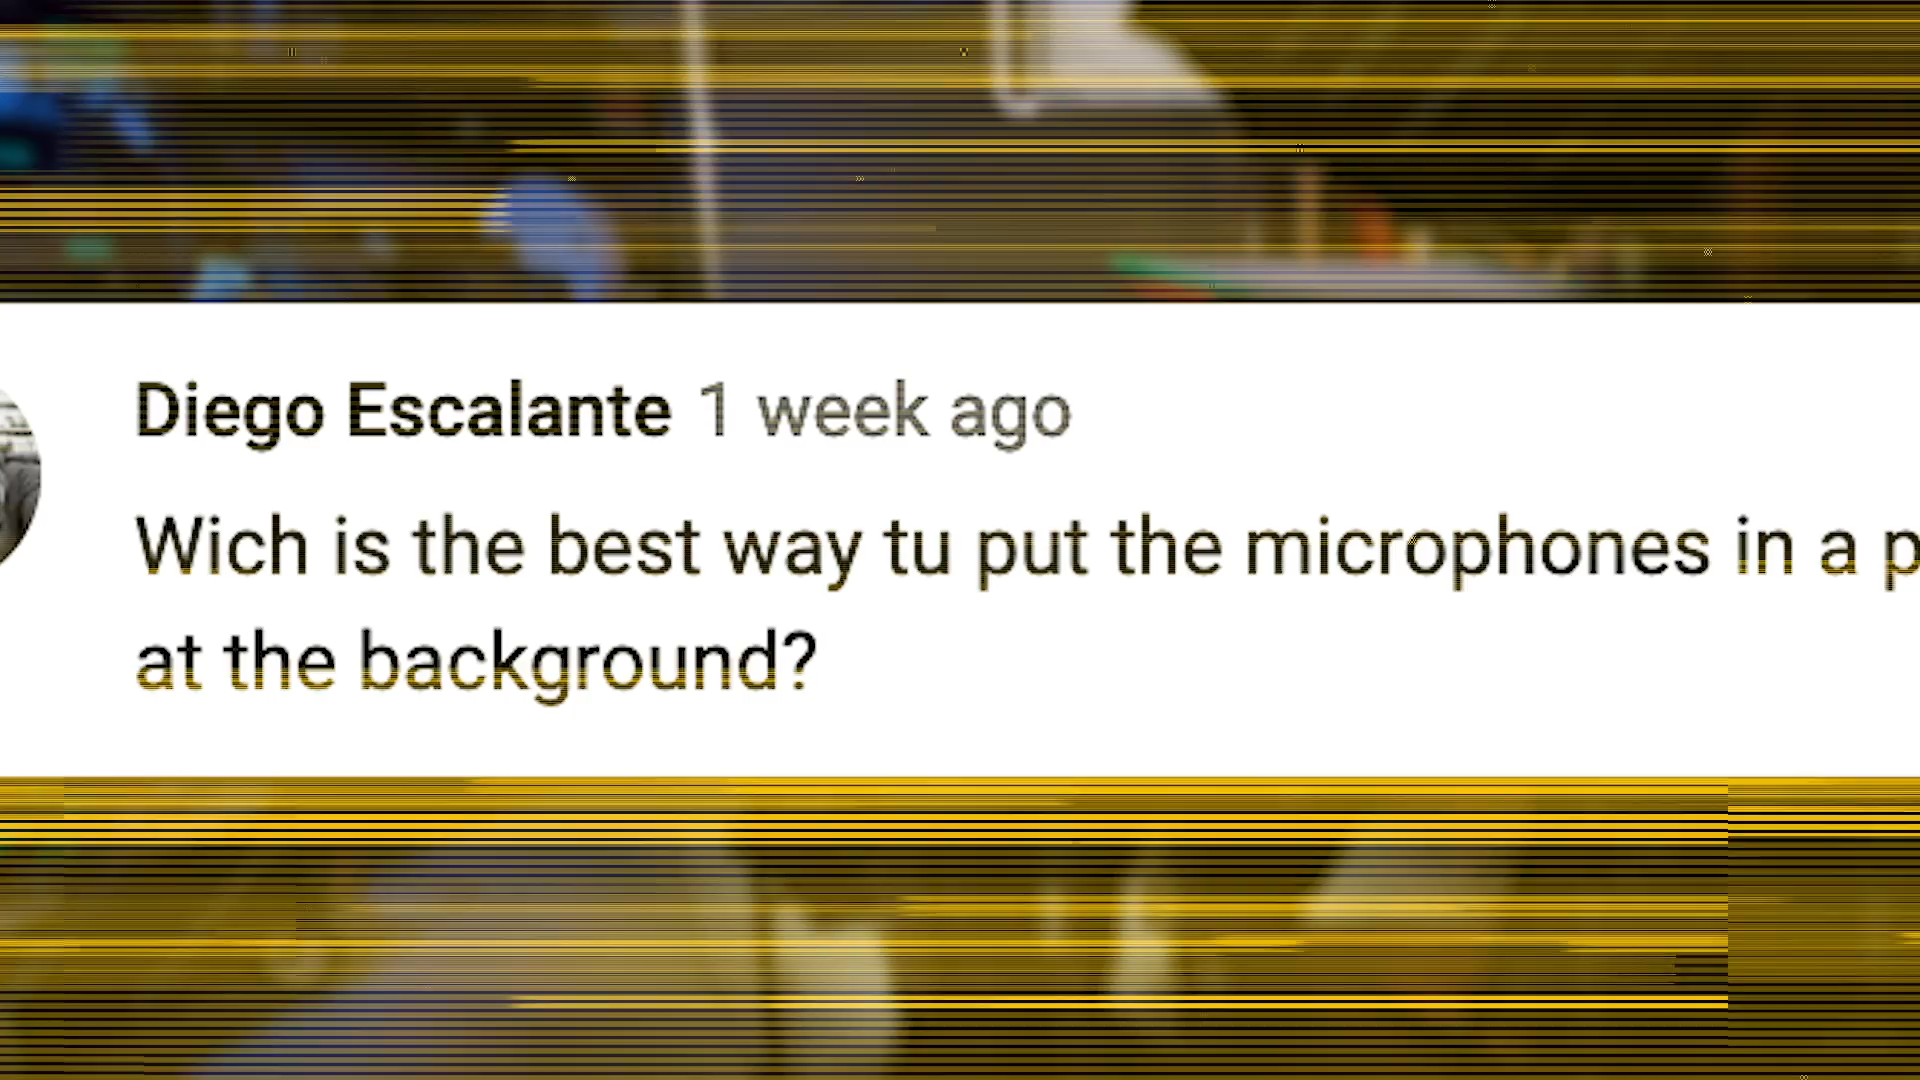 Diego Escalante 1 week ago
Wich is the best way tu put the microphones in a
at the background?